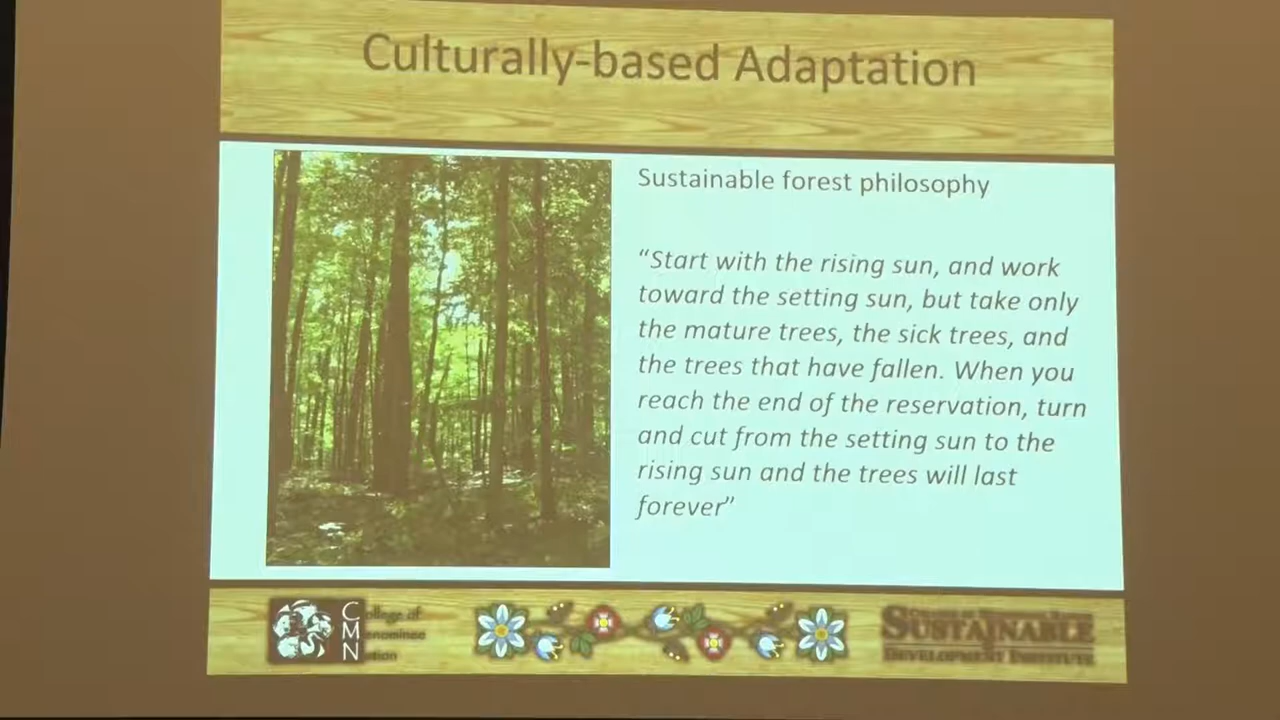 Culturally-based Adaptation
Sustainable forest philosophy
“Start with the rising sun, and work
toward the setting sun, but take only
the mature trees, the sick trees, and
the trees that have fallen. When you
reach the end of the reservation, turn
and cut from the setting sun to the
rising sun and the trees will last
forever”
College of
Menominee
Nation
SUSTAINABLE
DEVELOPMENT INSTITUTE